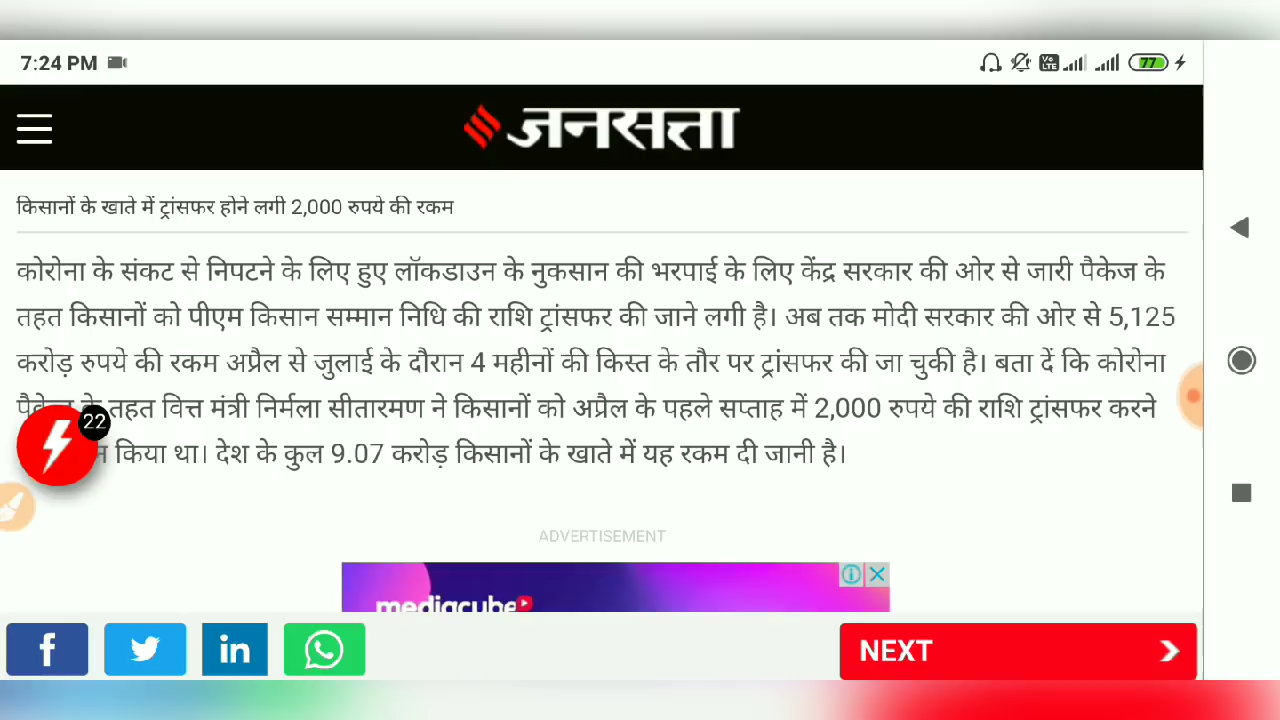 7:24 PM
77
जनसत्ता
किसानों के खाते में ट्रांसफर होने लगी 2,000 रुपये की रकम
कोरोना के संकट से निपटने के लिए हुए लॉकडाउन के नुकसान की भरपाई के लिए केंद्र सरकार की ओर से जारी पैकेज के
तहत किसानों को पीएम किसान सम्मान निधि की राशि ट्रांसफर की जाने लगी है। अब तक मोदी सरकार की ओर से 5,125
करोड़ रुपये की रकम अप्रैल से जुलाई के दौरान 4 महीनों की किस्त के तौर पर ट्रांसफर की जा चुकी है। बता दें कि कोरोना
तहत वित्त मंत्री निर्मला सीतारमण ने किसानों को अप्रैल के पहले सप्ताह में 2,000 रुपये की राशि ट्रांसफर करने
22
किया था। देश के कुल 9.07 करोड़ किसानों के खाते में यह रकम दी जानी है।
ADVERTISEMENT
mediacube
NEXT